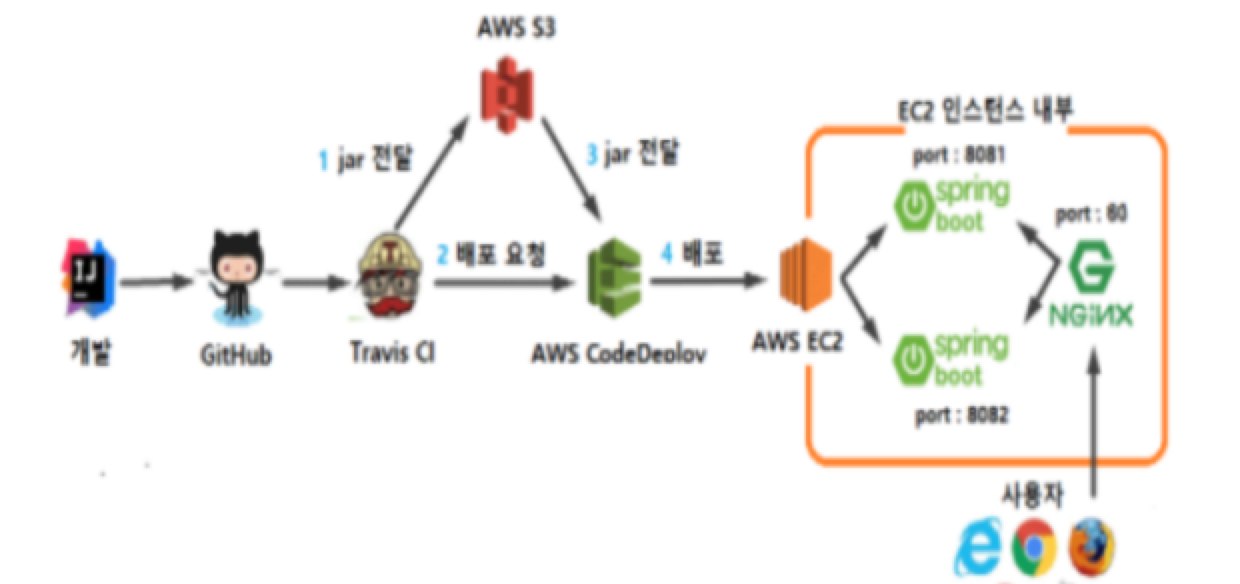 AWS S3
EC2 인스턴스 내부
port : 8081
1 jar 전달
3 jar 전달
spring
boot
port : 60
IJ
T
2 배포 요청
4 배포
NGiNX
개발
GitHub
Travis CI
AWS CodeDeolov
AWS EC2
spring
boot
port : 8082
사용자